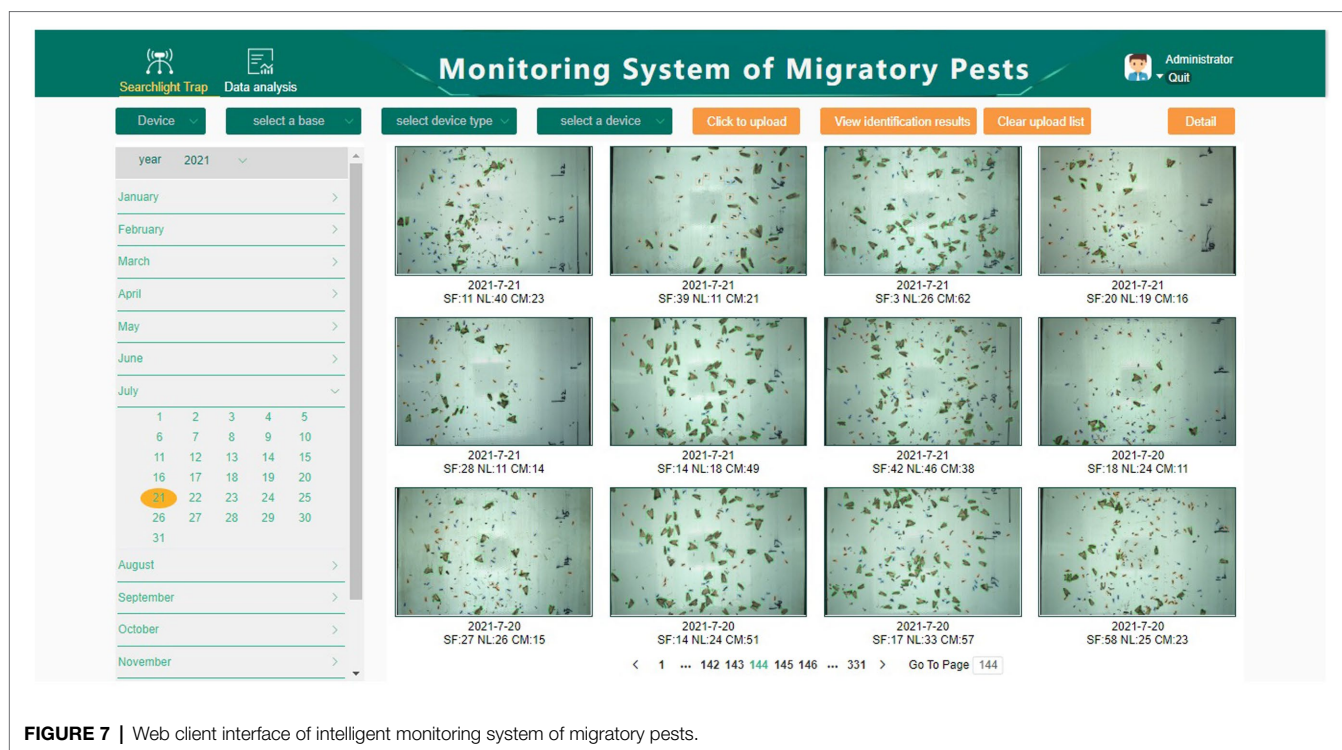 Monitoring System of Migratory Pests
Searchlight Trap
Data analysis
Administrator
Quit
Device
select a base
select device type
select a device
Click to upload
View identification results
Clear upload list
Detail
year 2021
January
February
March
April
May
June
July
1 2 3 4 5
6 7 8 9 10
11 12 13 14 15
16 17 18 19 20
21 22 23 24 25
26 27 28 29 30
31
August
September
October
November
2021-7-21
SF:11 NL:40 CM:23
2021-7-21
SF:39 NL:11 CM:21
2021-7-21
SF:3 NL:26 CM:62
2021-7-21
SF:20 NL:19 CM:16
2021-7-21
SF:28 NL:11 CM:14
2021-7-21
SF:14 NL:18 CM:49
2021-7-21
SF:42 NL:46 CM:38
2021-7-20
SF:18 NL:24 CM:11
2021-7-20
SF:27 NL:26 CM:15
2021-7-20
SF:14 NL:24 CM:51
2021-7-20
SF:17 NL:33 CM:57
2021-7-20
SF:58 NL:25 CM:23
< 1 ... 142 143 144 145 146 ... 331 > Go To Page 144
FIGURE 7 | Web client interface of intelligent monitoring system of migratory pests.